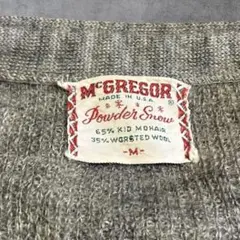 McGREGOR
MADE IN U.S.A. ®
Powder Snow
65% KID MOHAIR
35% WORSTED WOOL
-M-